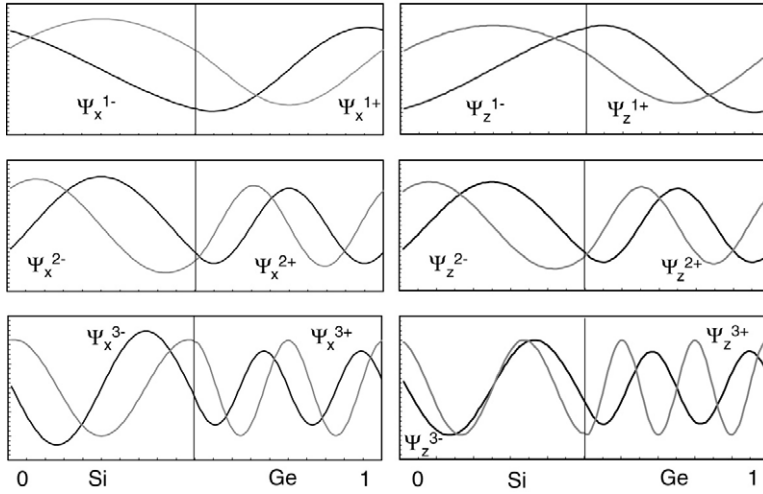 Ψx1- Ψx1+ Ψz1- Ψz1+
Ψx2- Ψx2+ Ψz2- Ψz2+
Ψx3- Ψx3+ Ψz3+
Ψz3-
0 Si Ge 1 0 Si Ge 1